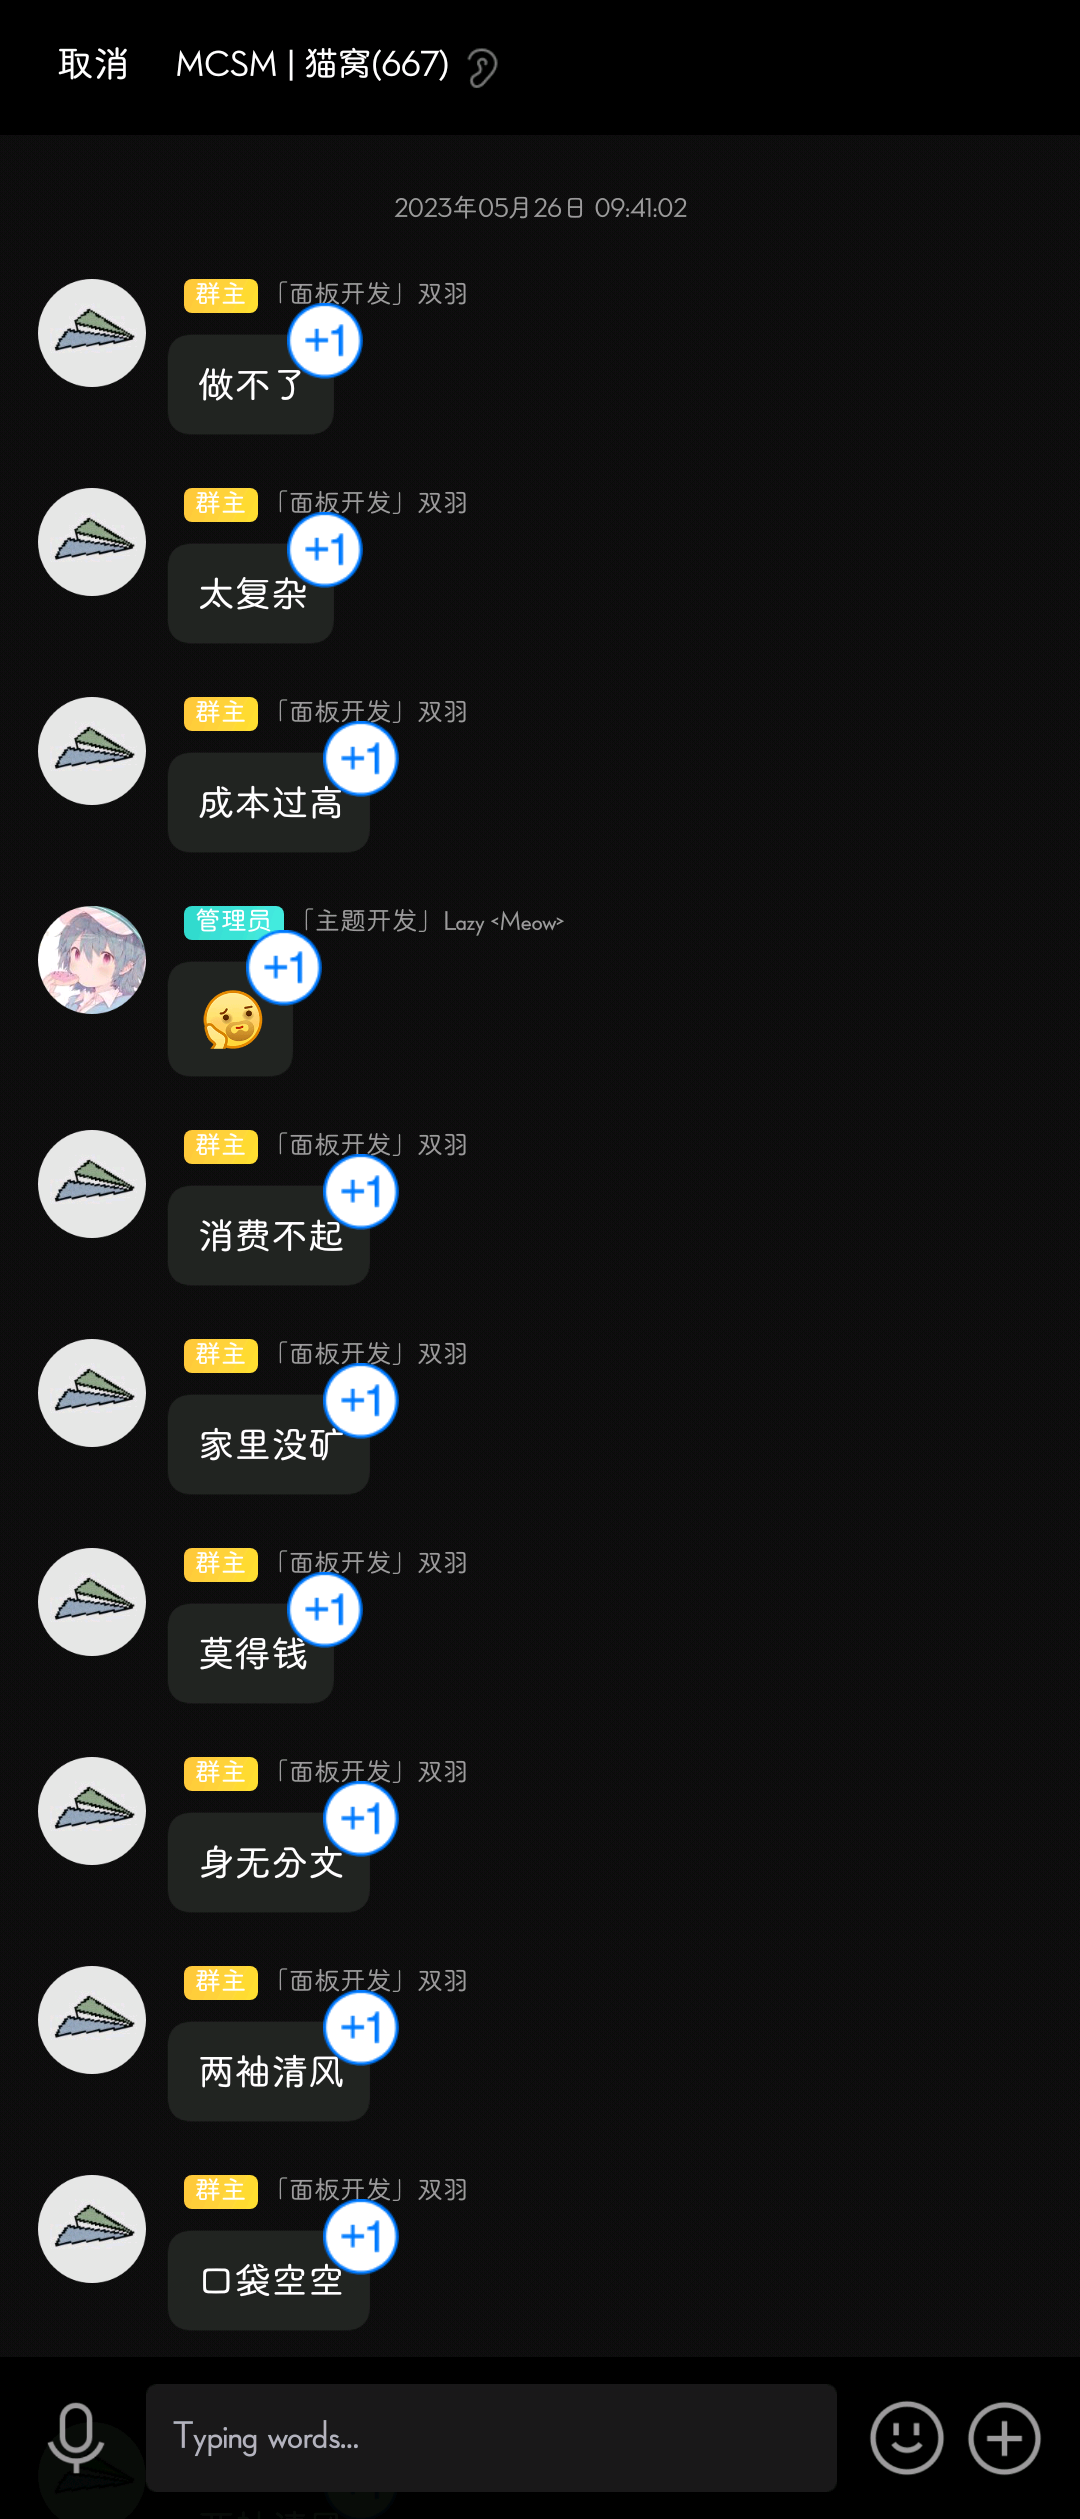 取消 MCSM | 猫窝(667)
2023年05月26日 09:41:02
群主 「面板开发」双羽
+1
做不了
群主 「面板开发」双羽
+1
太复杂
群主 「面板开发」双羽
+1
成本过高
管理员 「主题开发」Lazy <Meow>
+1
群主 「面板开发」双羽
+1
消费不起
群主 「面板开发」双羽
+1
家里没矿
群主 「面板开发」双羽
+1
莫得钱
群主 「面板开发」双羽
+1
身无分文
群主 「面板开发」双羽
+1
两袖清风
群主 「面板开发」双羽
+1
口袋空空
Typing words...